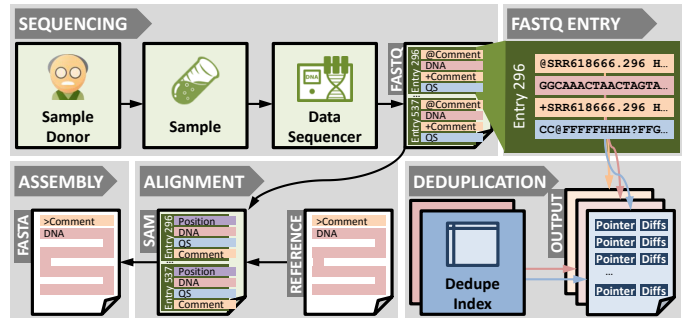 SEQUENCING
Sample
Donor
Sample
DNA
Data
Sequencer
FASTQ
Entry 296
@Comment
DNA
+Comment
QS
Entry 537
@Comment
DNA
+Comment
QS
FASTQ ENTRY
Entry 296
@SRR618666.296 H…
GGCAAACTAACTAGTA…
+SRR618666.296 H…
CC@FFFFFHHHH?FFG…
ASSEMBLY
FASTA
>Comment
DNA
ALIGNMENT
SAM
Entry 296
Position
DNA
QS
Comment
Entry 537
Position
DNA
QS
Comment
REFERENCE
>Comment
DNA
DEDUPLICATION
Dedupe
Index
OUTPUT
Pointer Diffs
Pointer Diffs
Pointer Diffs
…
Pointer Diffs